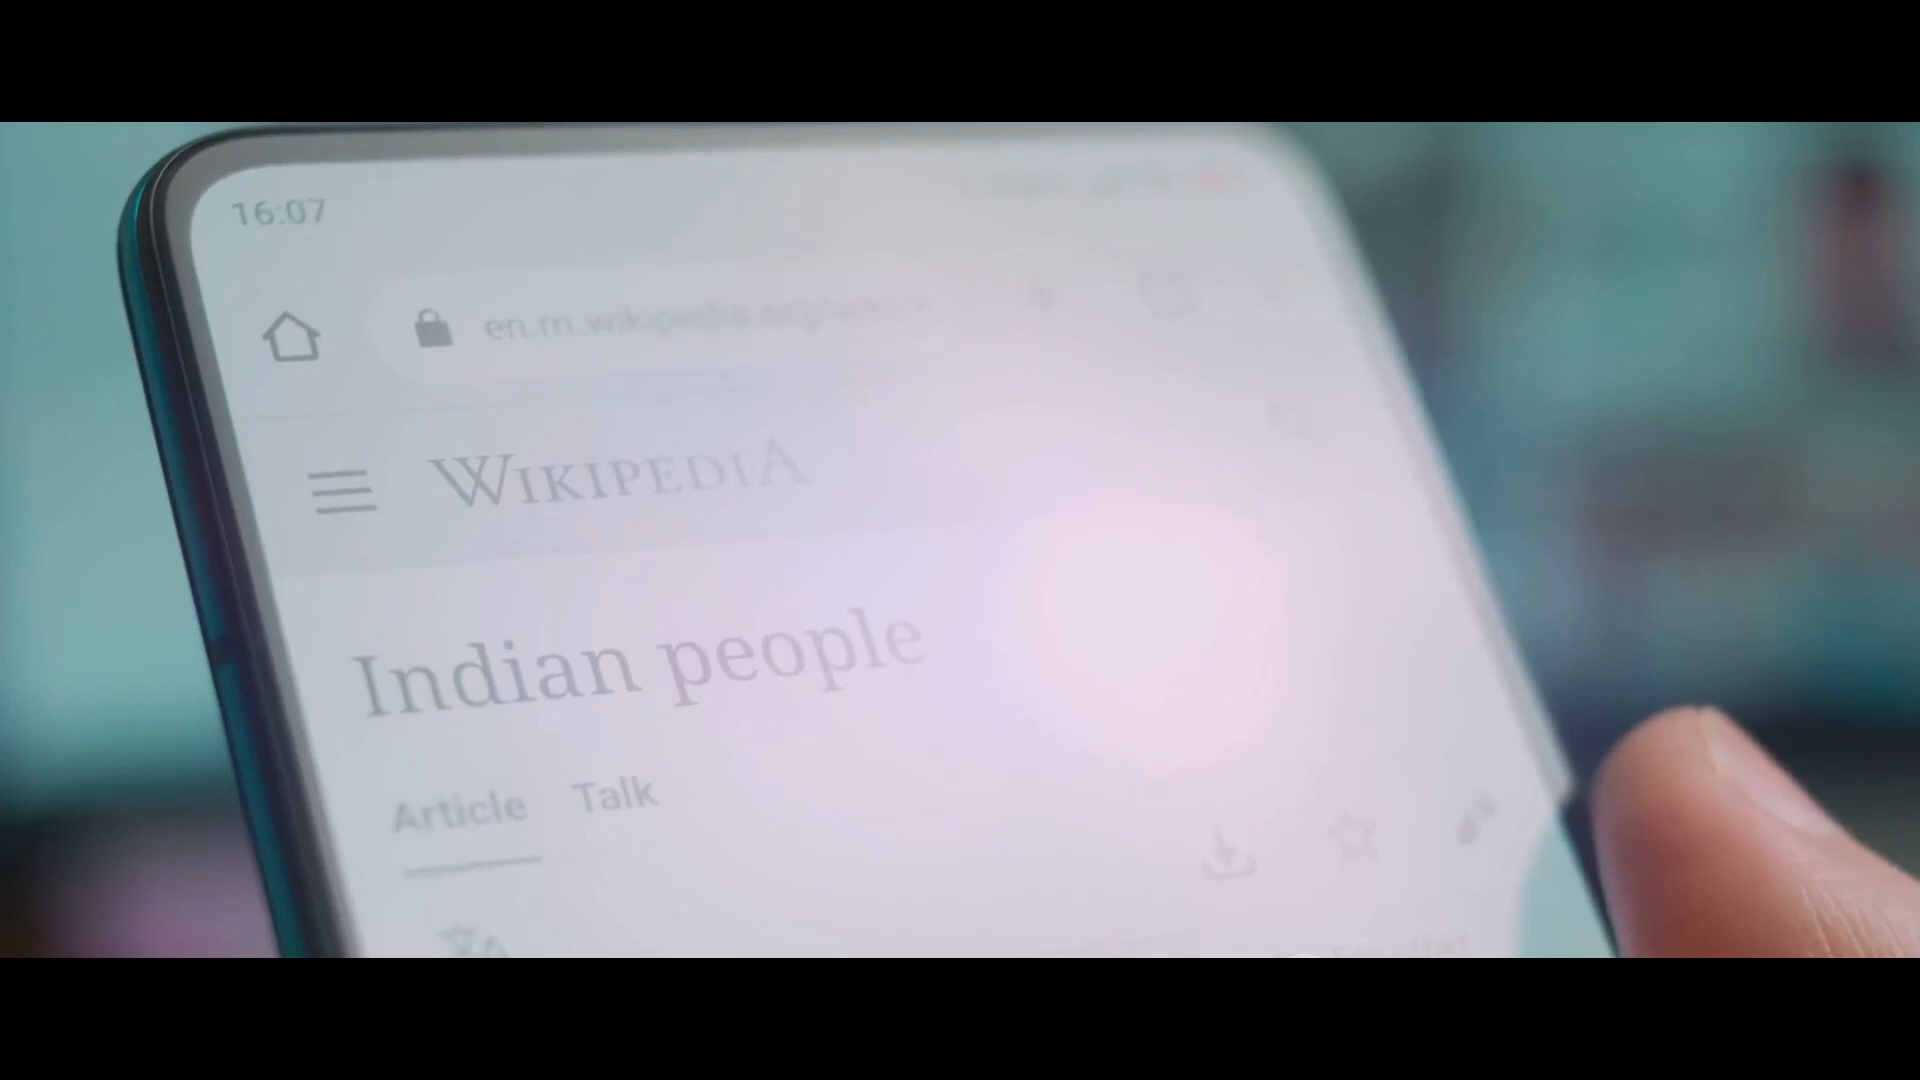 16:07
en.m.wikipedia.org
WIKIPEDIA
Indian people
Article Talk